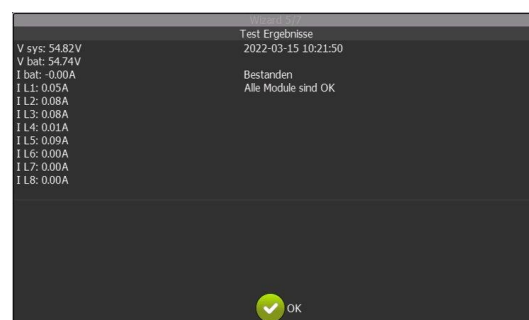 Wizard 5/7
Test Ergebnisse
V sys: 54.82V
2022-03-15 10:21:50
V bat: 54.74V
I bat: -0.00A
Bestanden
I L1: 0.05A
Alle Module sind OK
I L2: 0.08A
I L3: 0.08A
I L4: 0.01A
I L5: 0.09A
I L6: 0.00A
I L7: 0.00A
I L8: 0.00A
OK